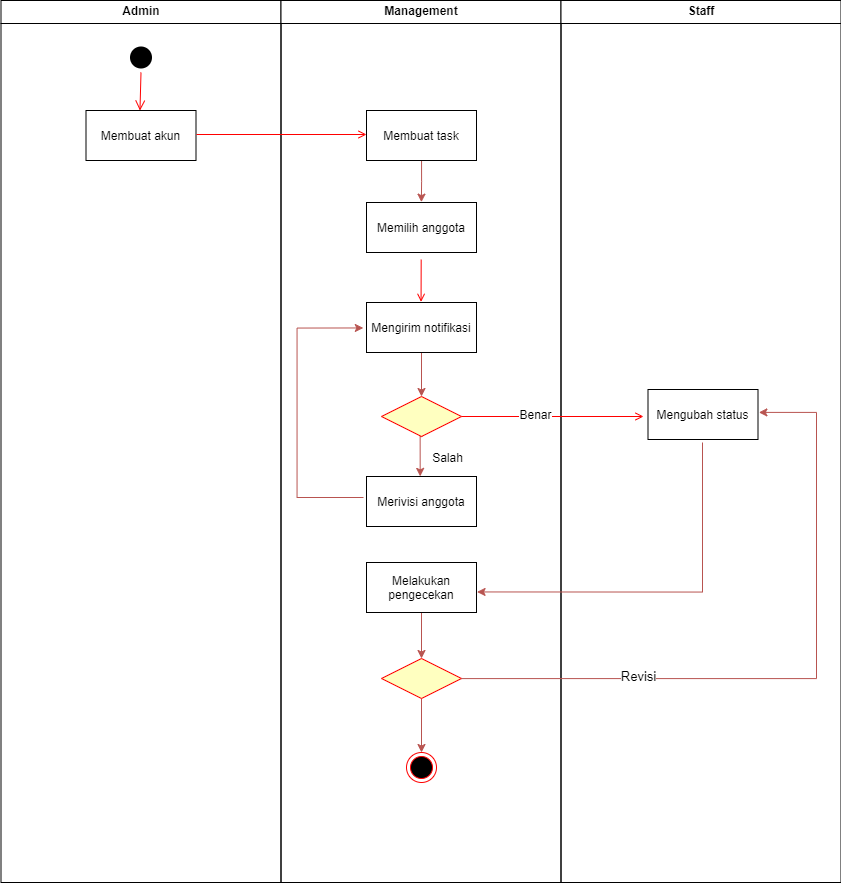 Admin
Management
Staff
Membuat akun
Membuat task
Memilih anggota
Mengirim notifikasi
Benar
Mengubah status
Salah
Merivisi anggota
Melakukan
pengecekan
Revisi